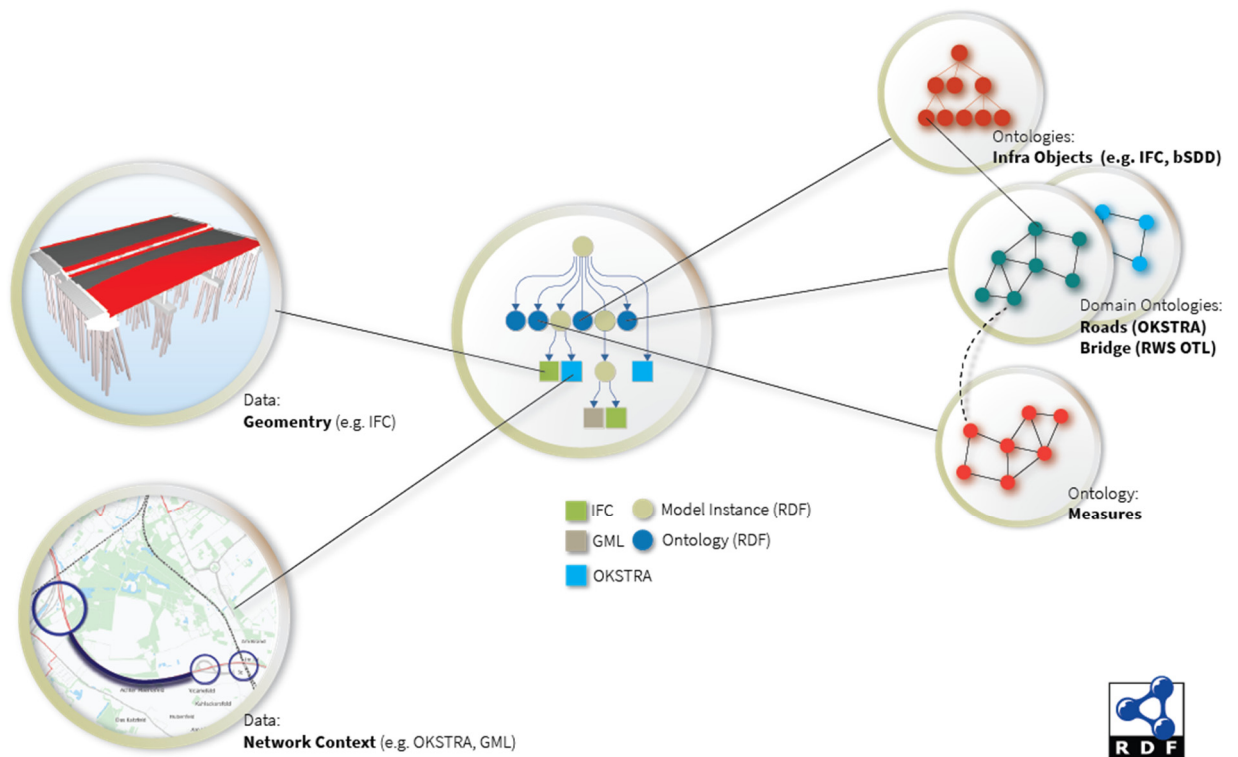 Ontologies:
Infra Objects (e.g. IFC, bSDD)
Domain Ontologies:
Roads (OKSTRA)
Bridge (RWS OTL)
Data:
Geomentry (e.g. IFC)
Ontology:
Measures
IFC
Model Instance (RDF)
GML
Ontology (RDF)
OKSTRA
Data:
Network Context (e.g. OKSTRA, GML)
RDF